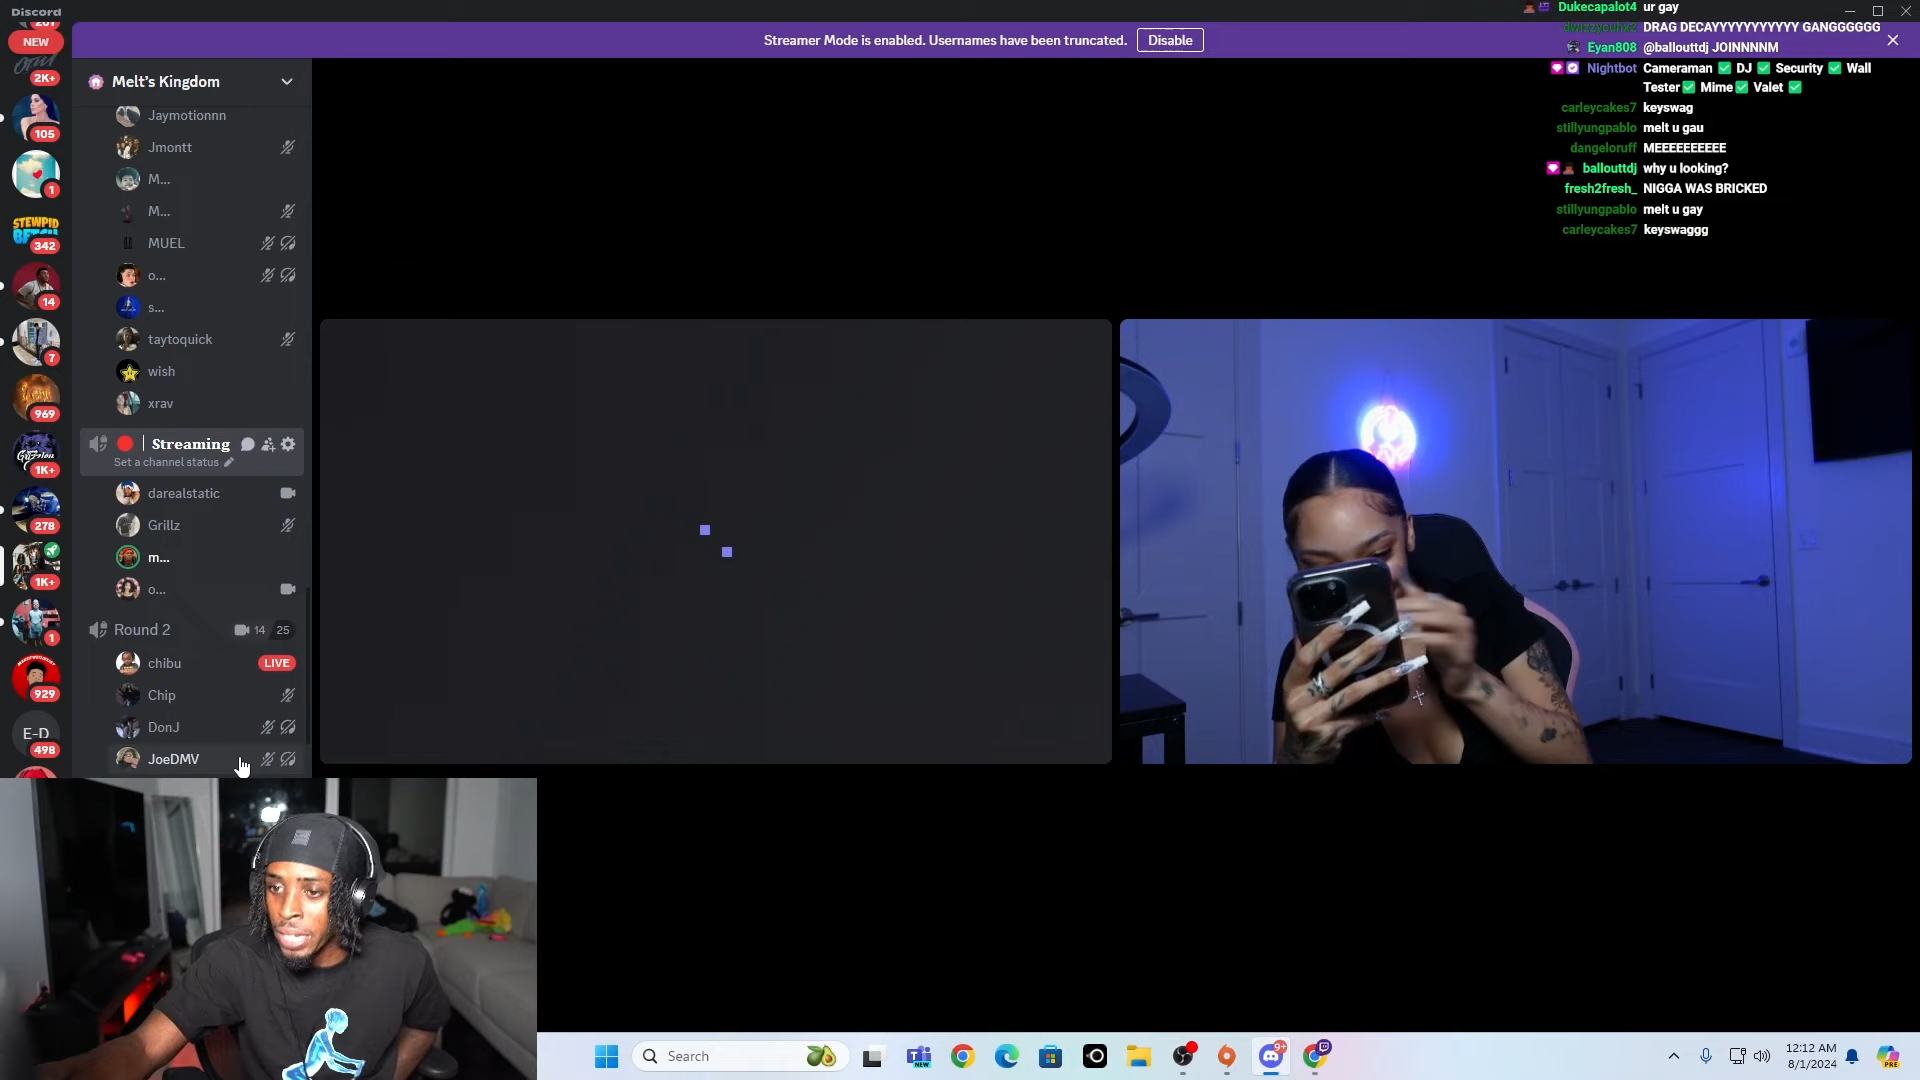 Discord
NEW
2K+
105
1
STEWPID
342
14
7
969
1K+
278
1K+
1
929
E-D
498
Streamer Mode is enabled. Usernames have been truncated. Disable
Melt's Kingdom
Jaymotionnn
Jmontt
M...
M...
MUEL
o...
s...
taytoquick
wish
xrav
Streaming
Set a channel status
darealstatic
Grillz
m...
o...
Round 2 14 25
chibu LIVE
Chip
DonJ
JoeDMV
Dukecapalot4 ur gay
DRAG DECAYYYYYYYYYYY GANGGGGGG
Eyan808 @ballouttdj JOINNNNM
Nightbot Cameraman ✅ DJ ✅ Security ✅ Wall
Tester✅ Mime✅ Valet ✅
carleycakes7 keyswag
stillyungpablo melt u gau
dangeloruff MEEEEEEEEEE
ballouttdj why u looking?
fresh2fresh_ NIGGA WAS BRICKED
stillyungpablo melt u gay
carleycakes7 keyswaggg
Search
NEW
9+
12:12 AM
8/1/2024
PRE